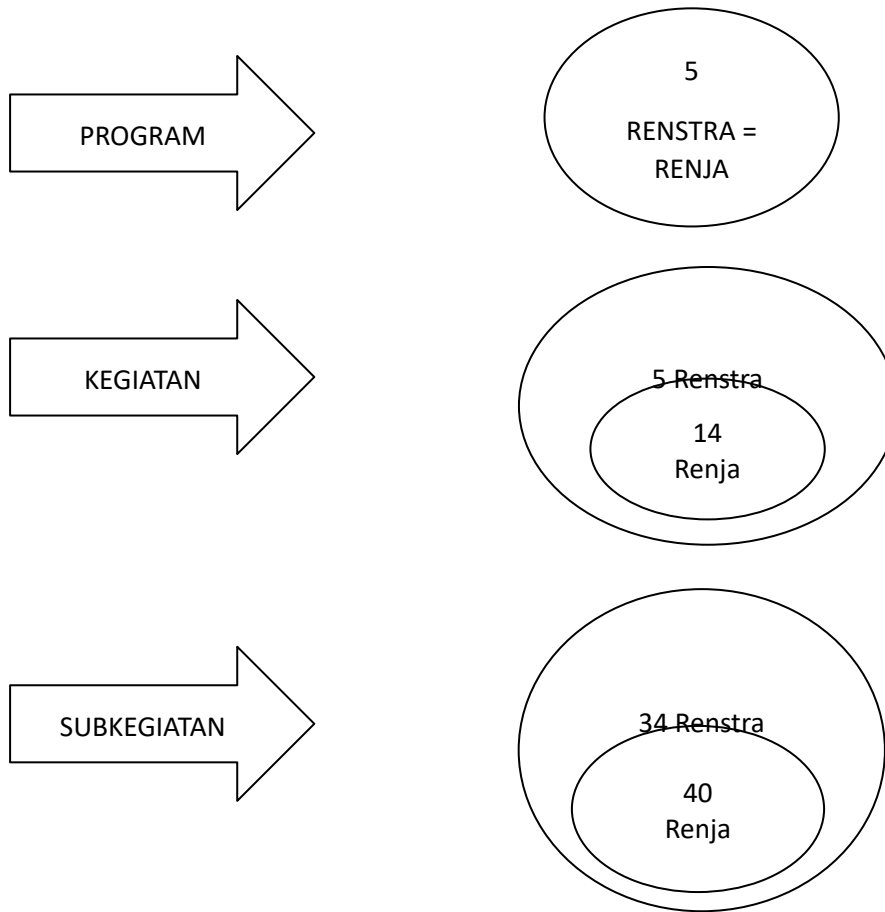 PROGRAM
5
RENSTRA =
RENJA
KEGIATAN
5 Renstra
14
Renja
SUBKEGIATAN
34 Renstra
40
Renja